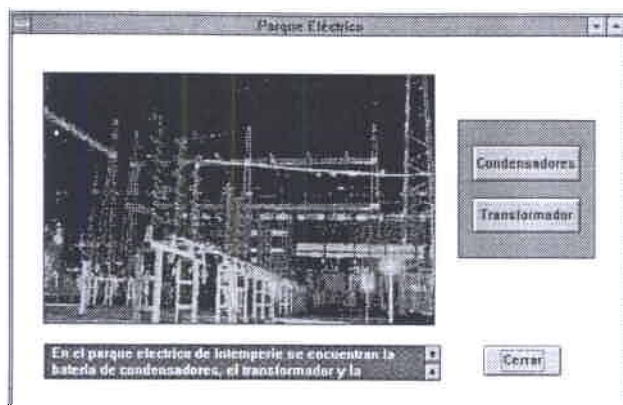 Parque Eléctrico
Condensadores
Transformador
En el parque electrico de Intemperie se encuentran la
batería de condensadores, el transformador y la
Cerrar